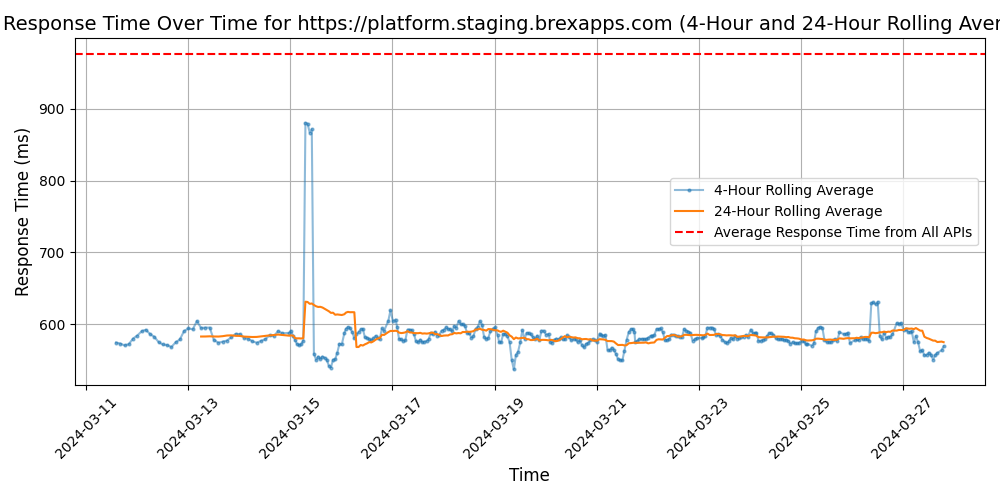 Response Time Over Time for https://platform.staging.brexapps.com (4-Hour and 24-Hour Rolling Aver
Response Time (ms)
900
800
700
600
4-Hour Rolling Average
24-Hour Rolling Average
Average Response Time from All APIs
2024-03-11
2024-03-13
2024-03-15
2024-03-17
2024-03-19
2024-03-21
2024-03-23
2024-03-25
2024-03-27
Time